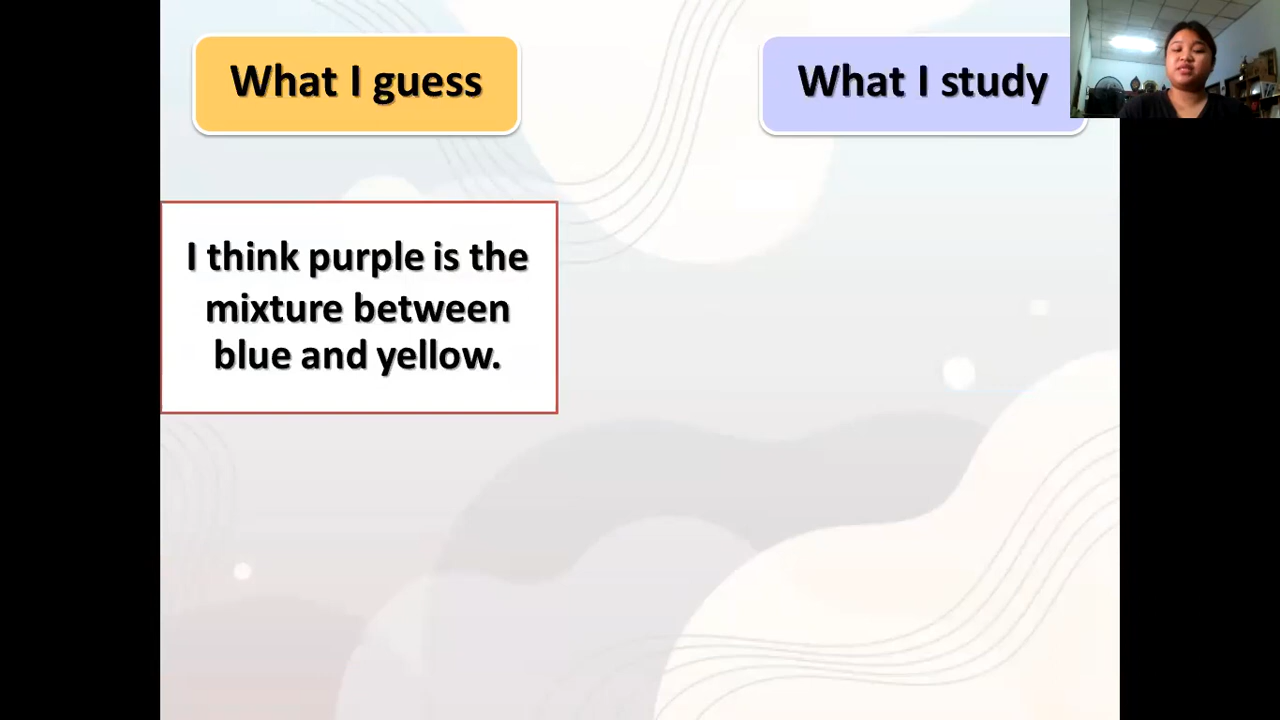 What I guess
What I study
I think purple is the
mixture between
blue and yellow.